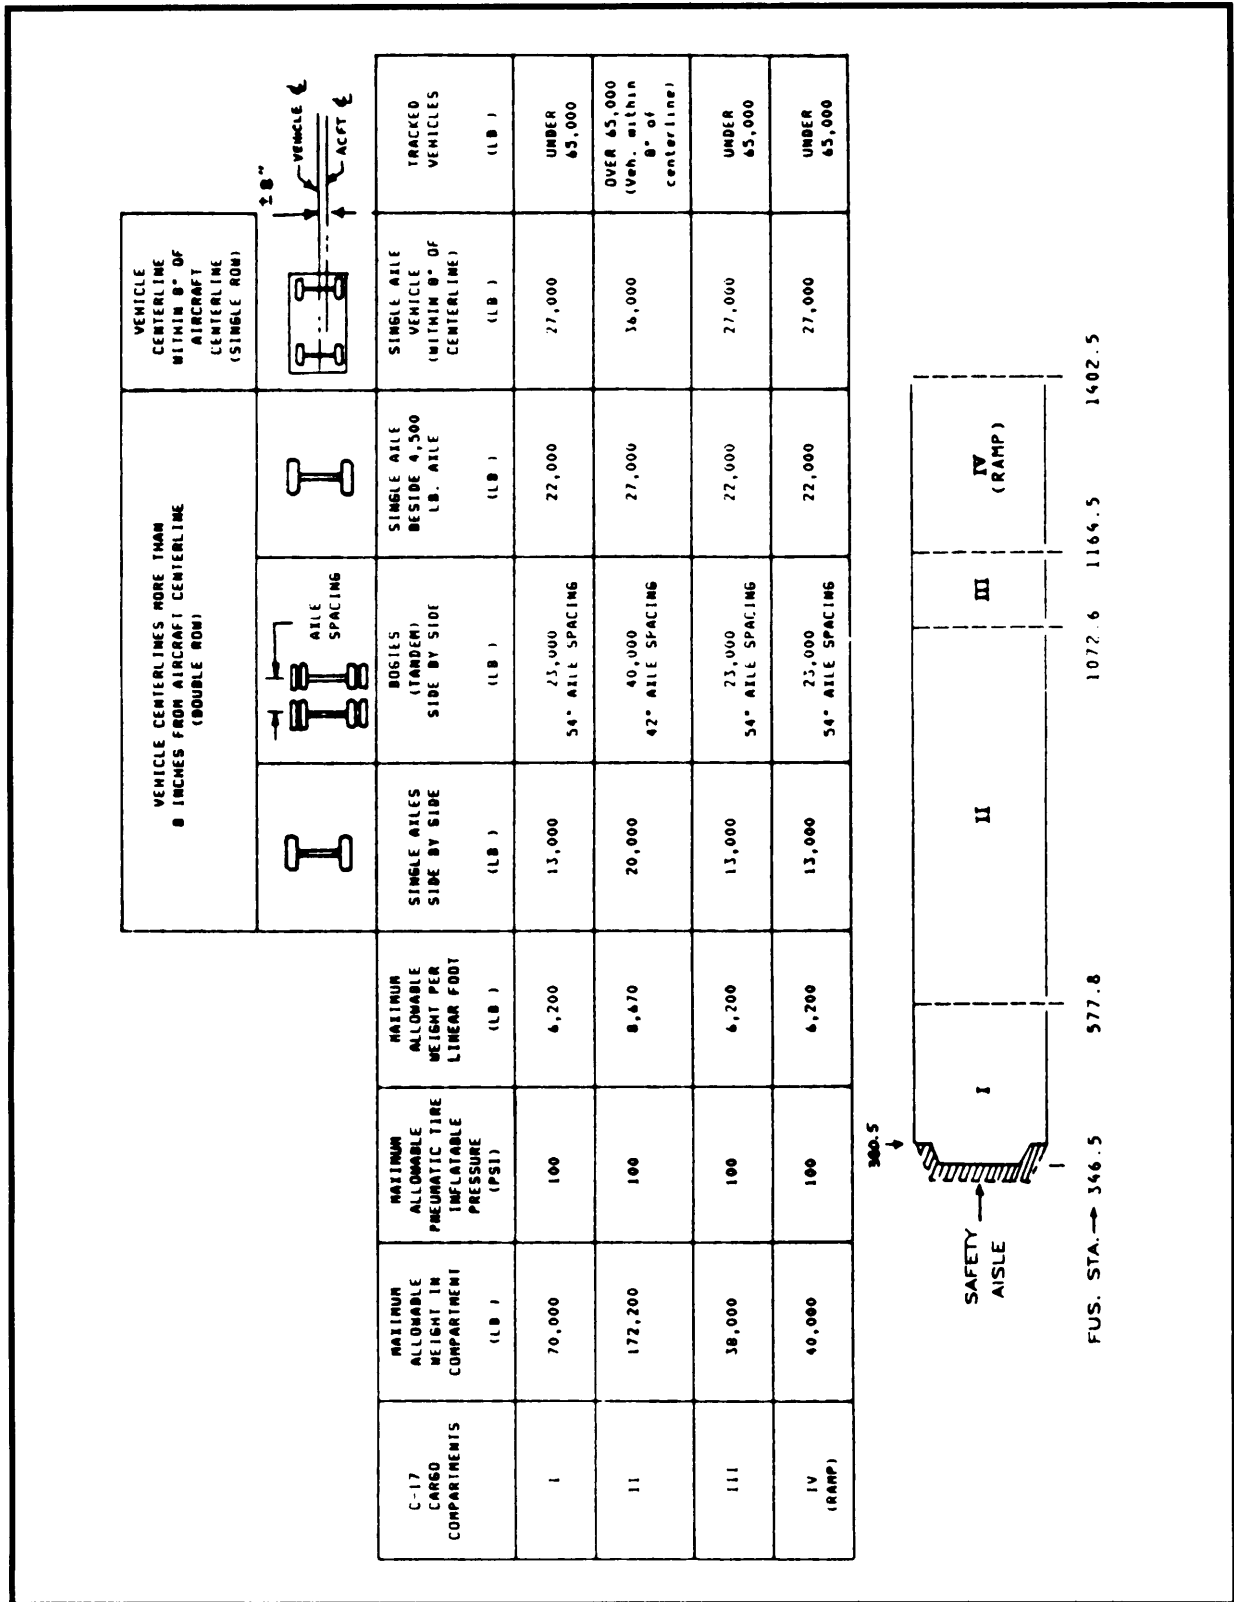 VEHICLE CENTERLINES MORE THAN
8 INCHES FROM AIRCRAFT CENTERLINE
(DOUBLE ROW)
VEHICLE
CENTERLINE
WITHIN 8" OF
AIRCRAFT
CENTERLINE
(SINGLE ROW)
AXLE
SPACING
±8"
VEHICLE ℄
ACFT ℄
C-17
CARGO
COMPARTMENTS
MAXIMUM
ALLOWABLE
WEIGHT IN
COMPARTMENT
(LB)
MAXIMUM
ALLOWABLE
PNEUMATIC TIRE
INFLATABLE
PRESSURE
(PSI)
MAXIMUM
ALLOWABLE
WEIGHT PER
LINEAR FOOT
(LB)
SINGLE AXLES
SIDE BY SIDE
(LB)
BOGIES
(TANDEM)
SIDE BY SIDE
(LB)
SINGLE AXLE
BESIDE 4,500
LB. AXLE
(LB)
SINGLE AXLE
VEHICLE
(WITHIN 8" OF
CENTERLINE)
(LB)
TRACKED
VEHICLES
(LB)
I
70,000
100
6,200
13,000
23,000
54" AXLE SPACING
22,000
27,000
UNDER
65,000
II
172,200
100
8,670
20,000
40,000
42" AXLE SPACING
27,000
36,000
OVER 65,000
(Veh. within
8" of
centerline)
III
38,000
100
6,200
13,000
23,000
54" AXLE SPACING
22,000
27,000
UNDER
65,000
IV
(RAMP)
40,000
100
6,200
13,000
23,000
54" AXLE SPACING
22,000
27,000
UNDER
65,000
380.5
SAFETY
AISLE
I
II
III
IV
(RAMP)
FUS. STA. → 346.5
577.8
1072.6
1164.5
1402.5